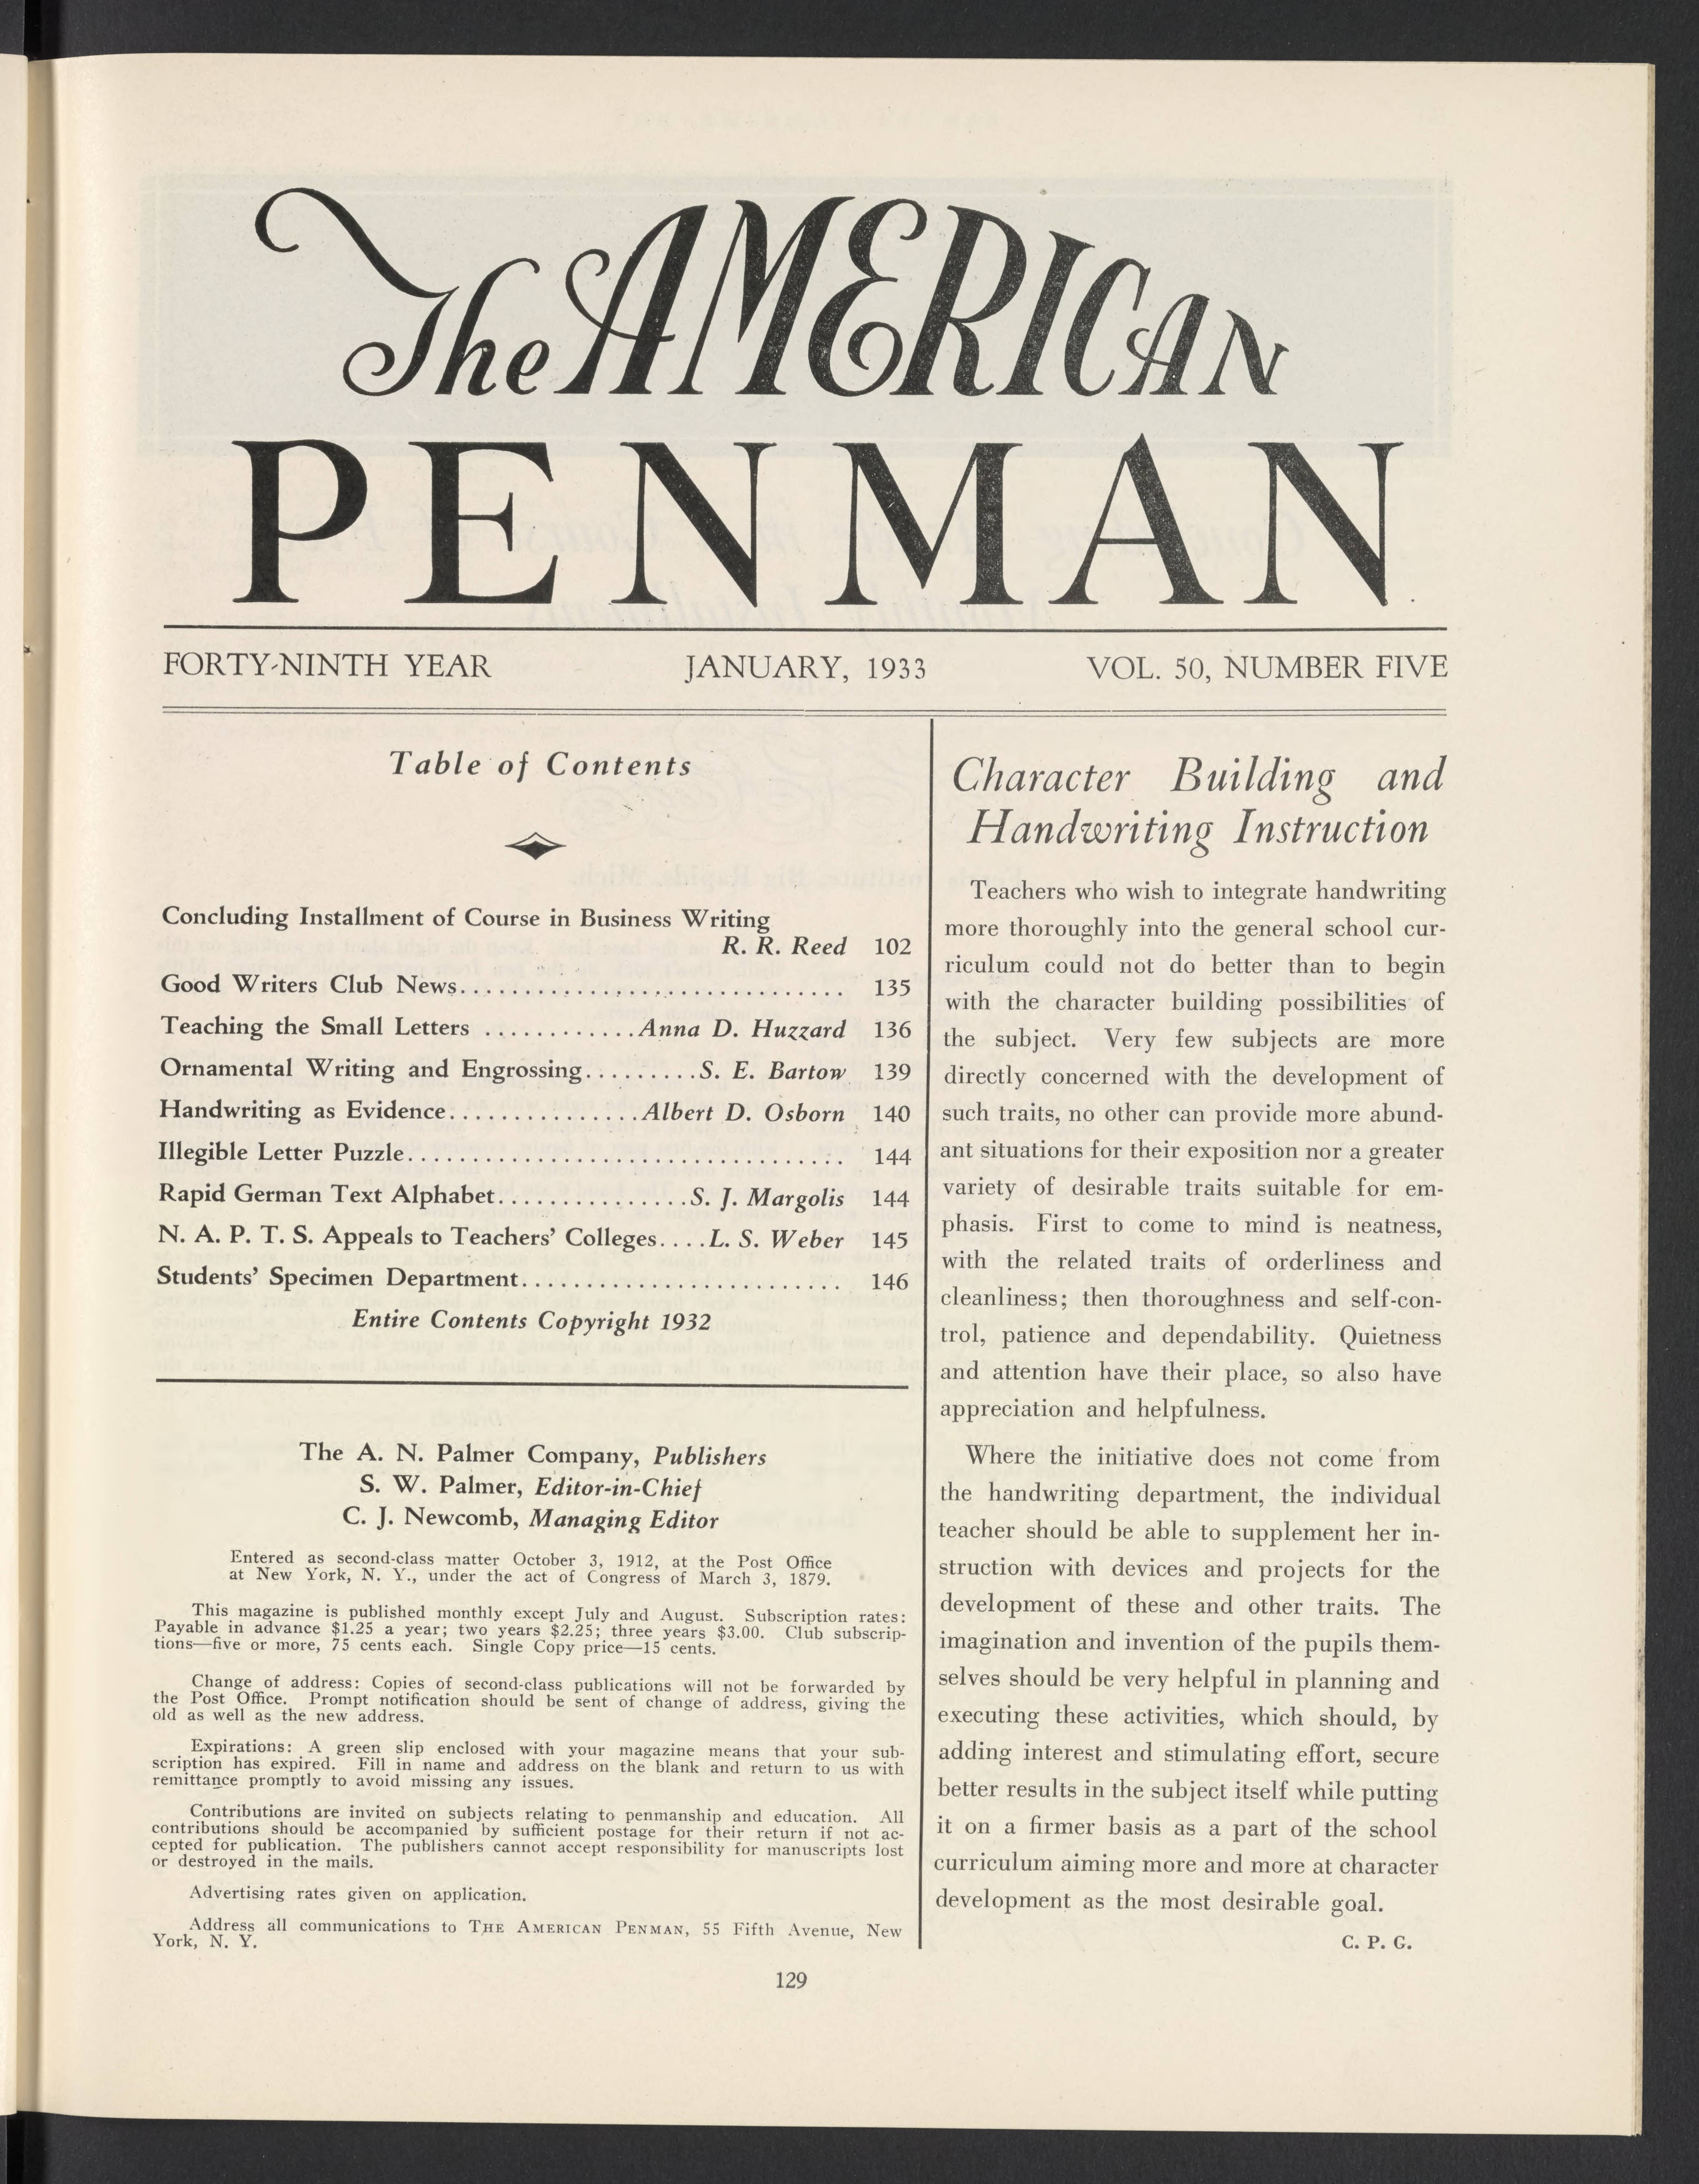 The AMERICAN
PENMAN
FORTY-NINTH YEAR JANUARY, 1933 VOL. 50, NUMBER FIVE
Table of Contents
Concluding Installment of Course in Business Writing
R. R. Reed 102
Good Writers Club News.............................. 135
Teaching the Small Letters ............Anna D. Huzzard 136
Ornamental Writing and Engrossing.........S. E. Bartow 139
Handwriting as Evidence...............Albert D. Osborn 140
Illegible Letter Puzzle.................................. 144
Rapid German Text Alphabet...............S. J. Margolis 144
N. A. P. T. S. Appeals to Teachers' Colleges....L. S. Weber 145
Students' Specimen Department......................... 146
Entire Contents Copyright 1932
The A. N. Palmer Company, Publishers
S. W. Palmer, Editor-in-Chief
C. J. Newcomb, Managing Editor
Entered as second-class matter October 3, 1912, at the Post Office
at New York, N. Y., under the act of Congress of March 3, 1879.
This magazine is published monthly except July and August. Subscription rates:
Payable in advance $1.25 a year; two years $2.25; three years $3.00. Club subscrip-
tions—five or more, 75 cents each. Single Copy price—15 cents.
Change of address: Copies of second-class publications will not be forwarded by
the Post Office. Prompt notification should be sent of change of address, giving the
old as well as the new address.
Expirations: A green slip enclosed with your magazine means that your sub-
scription has expired. Fill in name and address on the blank and return to us with
remittance promptly to avoid missing any issues.
Contributions are invited on subjects relating to penmanship and education. All
contributions should be accompanied by sufficient postage for their return if not ac-
cepted for publication. The publishers cannot accept responsibility for manuscripts lost
or destroyed in the mails.
Advertising rates given on application.
Address all communications to THE AMERICAN PENMAN, 55 Fifth Avenue, New
York, N. Y.
Character Building and
Handwriting Instruction
Teachers who wish to integrate handwriting
more thoroughly into the general school cur-
riculum could not do better than to begin
with the character building possibilities of
the subject. Very few subjects are more
directly concerned with the development of
such traits, no other can provide more abund-
ant situations for their exposition nor a greater
variety of desirable traits suitable for em-
phasis. First to come to mind is neatness,
with the related traits of orderliness and
cleanliness; then thoroughness and self-con-
trol, patience and dependability. Quietness
and attention have their place, so also have
appreciation and helpfulness.
Where the initiative does not come from
the handwriting department, the individual
teacher should be able to supplement her in-
struction with devices and projects for the
development of these and other traits. The
imagination and invention of the pupils them-
selves should be very helpful in planning and
executing these activities, which should, by
adding interest and stimulating effort, secure
better results in the subject itself while putting
it on a firmer basis as a part of the school
curriculum aiming more and more at character
development as the most desirable goal.
C. P. G.
129